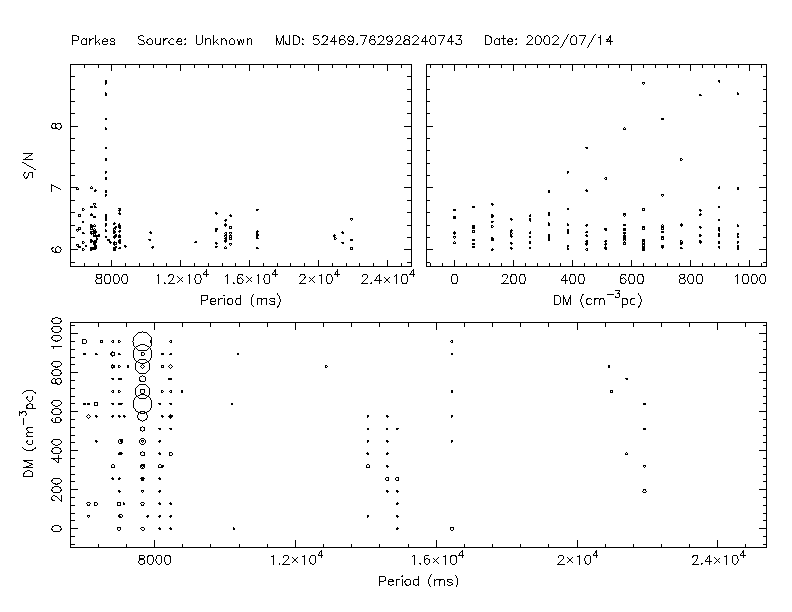 Parkes Source: Unknown MJD: 52469.762928240743 Date: 2002/07/14
S/N
8
7
6
8000 1.2×10⁴ 1.6×10⁴ 2×10⁴ 2.4×10⁴
Period (ms)
0 200 400 600 800 1000
DM (cm⁻³pc)
DM (cm⁻³pc)
1000
800
600
400
200
0
8000 1.2×10⁴ 1.6×10⁴ 2×10⁴ 2.4×10⁴
Period (ms)